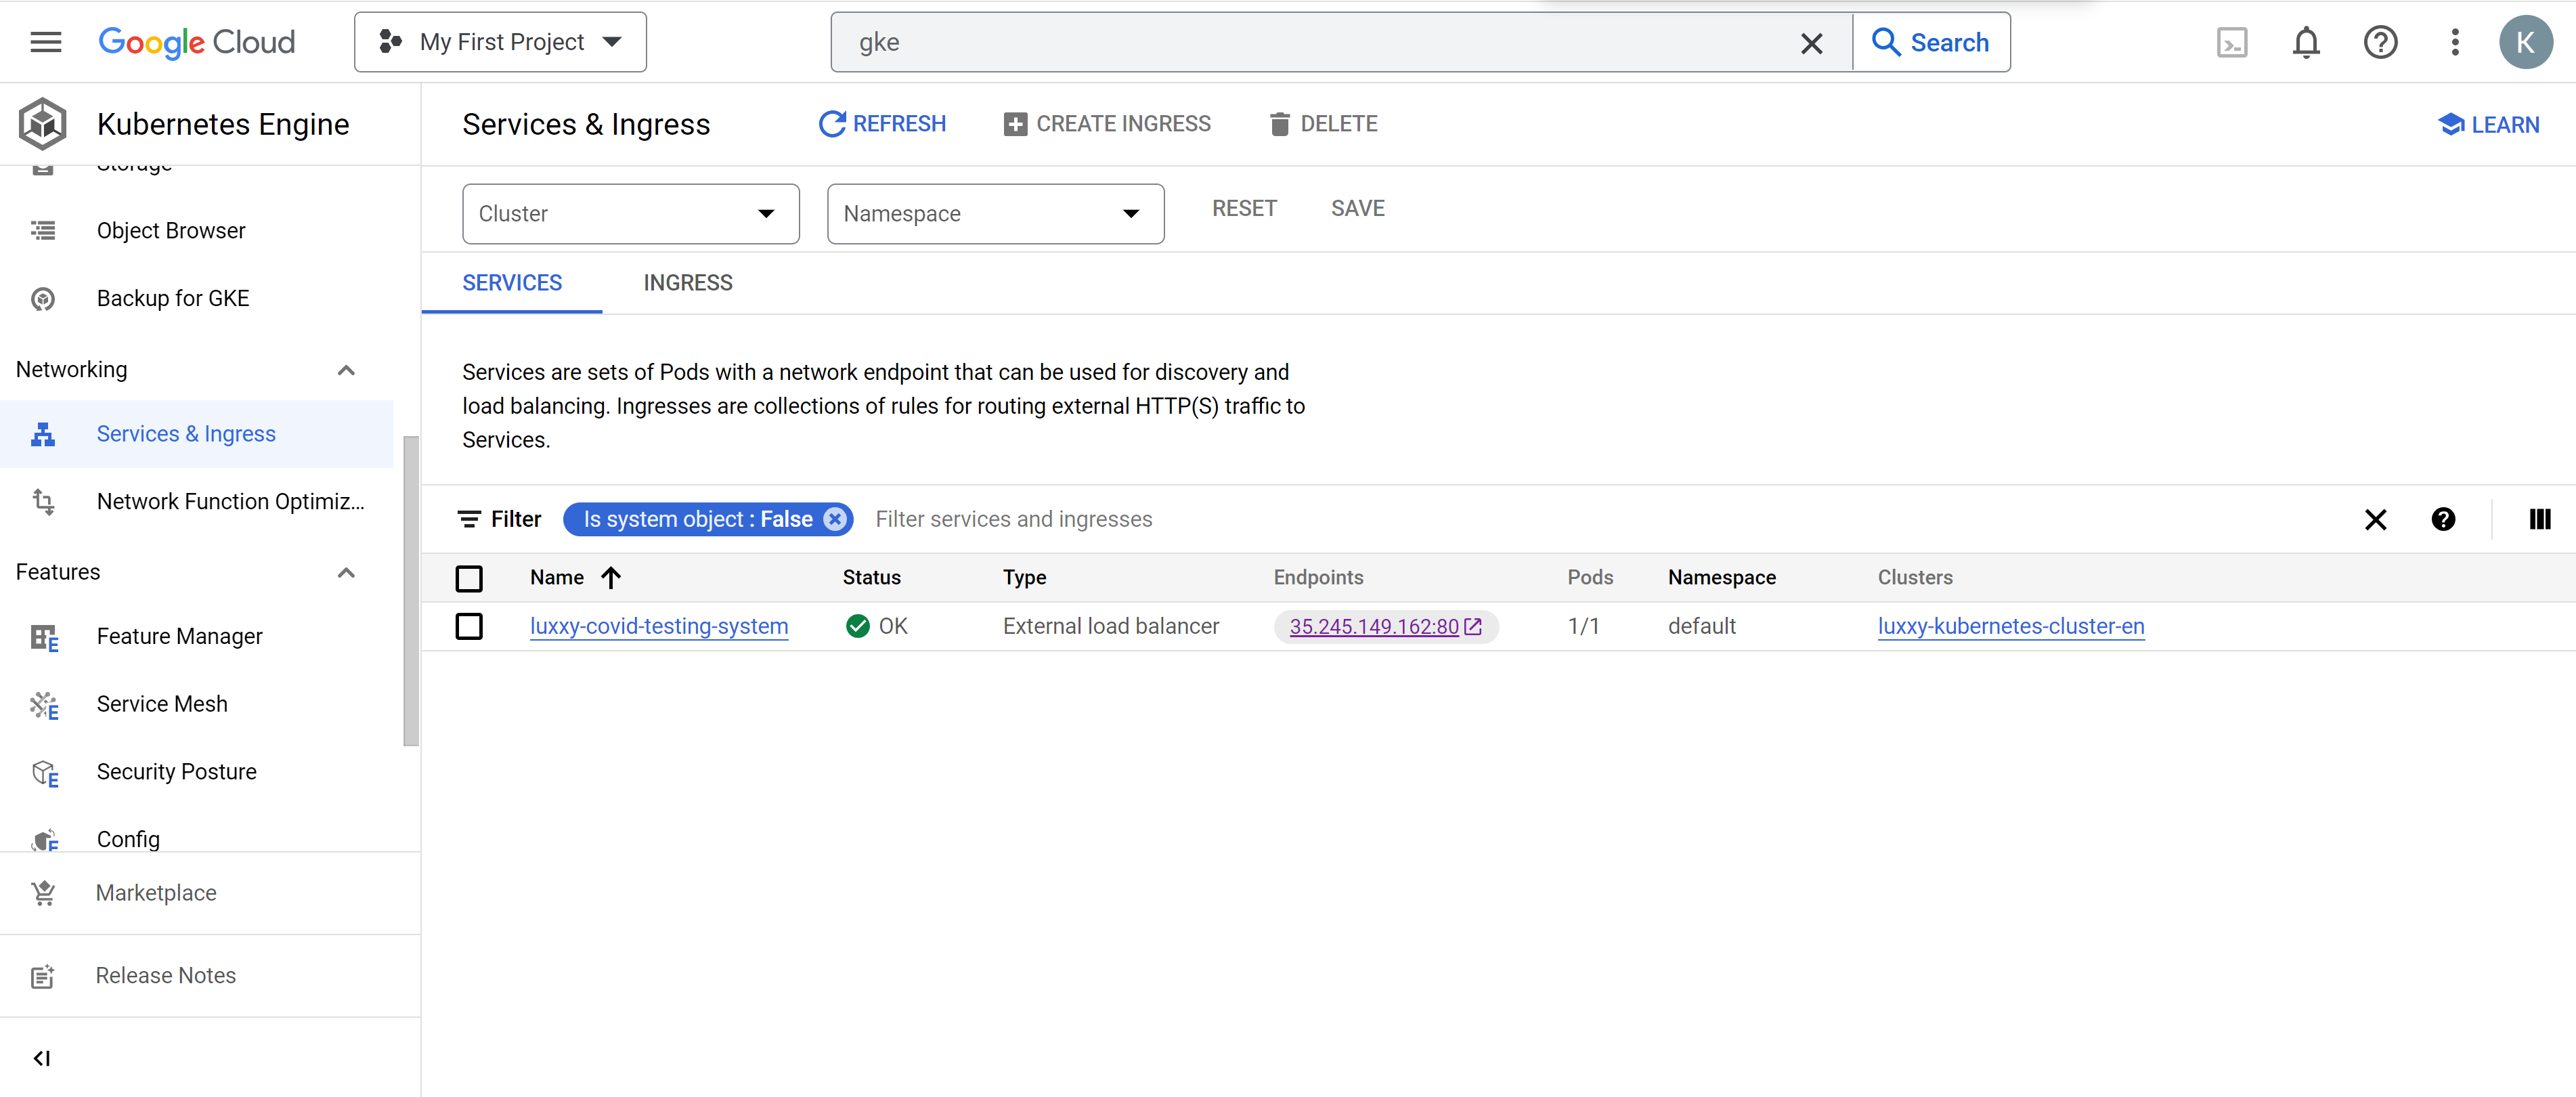 Google Cloud
My First Project
gke
Search
K
Kubernetes Engine
Services & Ingress
REFRESH
CREATE INGRESS
DELETE
LEARN
Storage
Object Browser
Backup for GKE
Networking
Services & Ingress
Network Function Optimiz...
Features
Feature Manager
Service Mesh
Security Posture
Config
Marketplace
Release Notes
Cluster
Namespace
RESET
SAVE
SERVICES
INGRESS
Services are sets of Pods with a network endpoint that can be used for discovery and
load balancing. Ingresses are collections of rules for routing external HTTP(S) traffic to
Services.
Filter
Is system object : False
Filter services and ingresses
Name Status Type Endpoints Pods Namespace Clusters
luxxy-covid-testing-system OK External load balancer 35.245.149.162:80 1/1 default luxxy-kubernetes-cluster-en